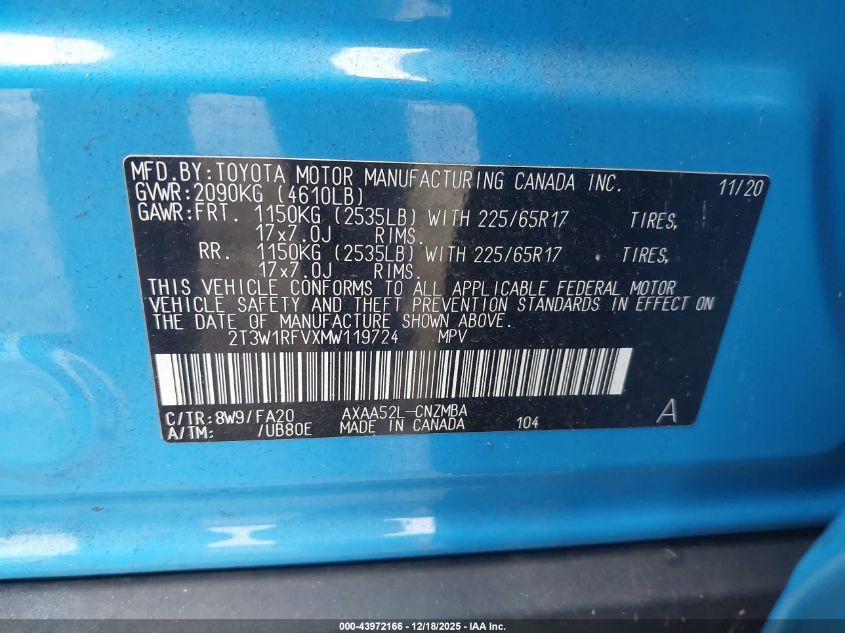 MFD.BY:TOYOTA MOTOR MANUFACTURING CANADA INC. 11/20
GVWR:2090KG (4610LB)
GAWR:FRT. 1150KG (2535LB) WITH 225/65R17 TIRES,
17x7.0J RIMS.
RR. 1150KG (2535LB) WITH 225/65R17 TIRES,
17x7.0J RIMS.
THIS VEHICLE CONFORMS TO ALL APPLICABLE FEDERAL MOTOR
VEHICLE SAFETY AND THEFT PREVENTION STANDARDS IN EFFECT ON
THE DATE OF MANUFACTURE SHOWN ABOVE.
2T3W1RFVXMW119724 MPV
C/TR:8W9/FA20 AXAA52L-CNZMBA A
A/TM: /UB80E MADE IN CANADA 104
000-43972166 - 12/18/2025 - IAA Inc.